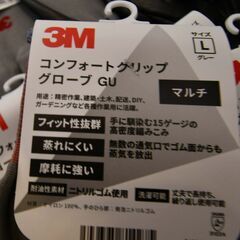 3M
サイズ
L
グレー
コンフォートグリップ
グローブ GU
マルチ
用途:精密作業、建築・土木、配送、DIY、
ガーデニングなど各種作業用に活躍。
フィット性抜群
手に馴染む15ゲージの
高密度編みこみ
蒸れにくい
無数の通気口でゴム面からも
蒸気を放出
摩耗に強い
耐油性素材
ニトリルゴム使用
洗濯可能